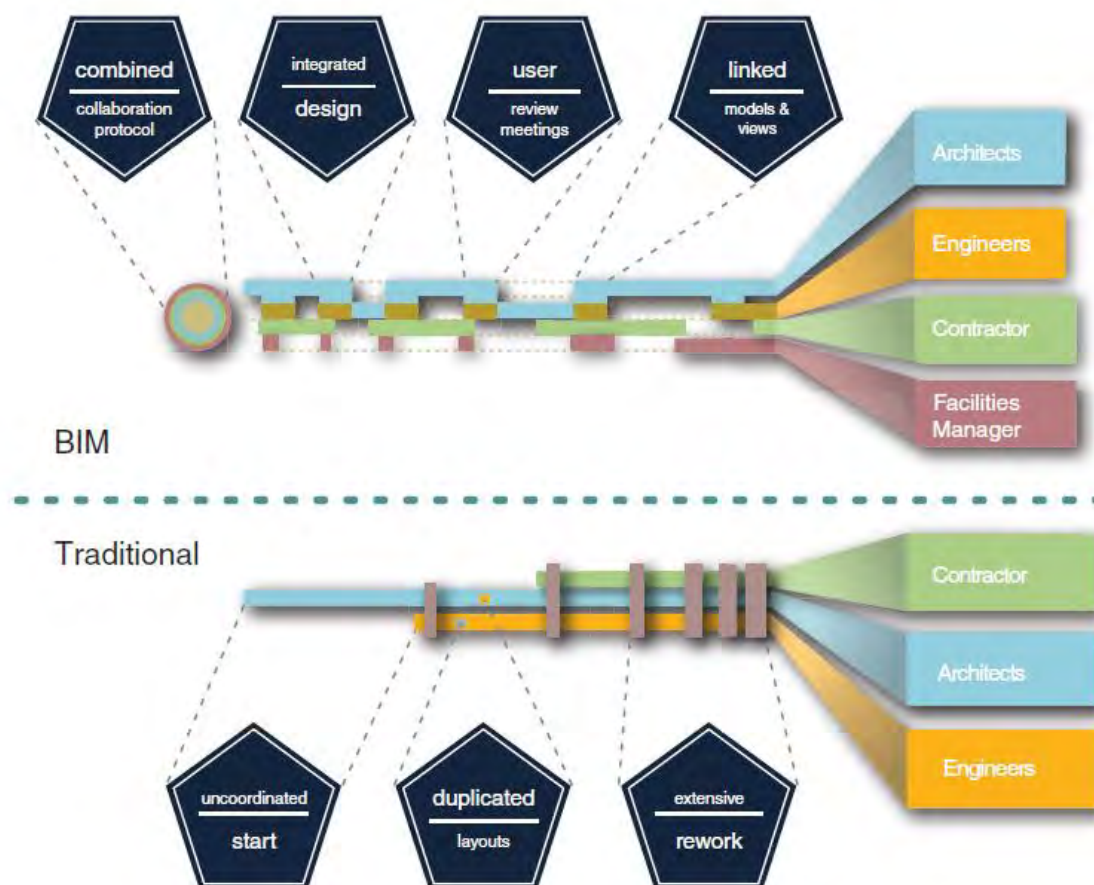 combined
collaboration
protocol
integrated
design
user
review
meetings
linked
models &
views
Architects
Engineers
Contractor
Facilities
Manager
BIM
Traditional
Contractor
Architects
Engineers
uncoordinated
start
duplicated
layouts
extensive
rework